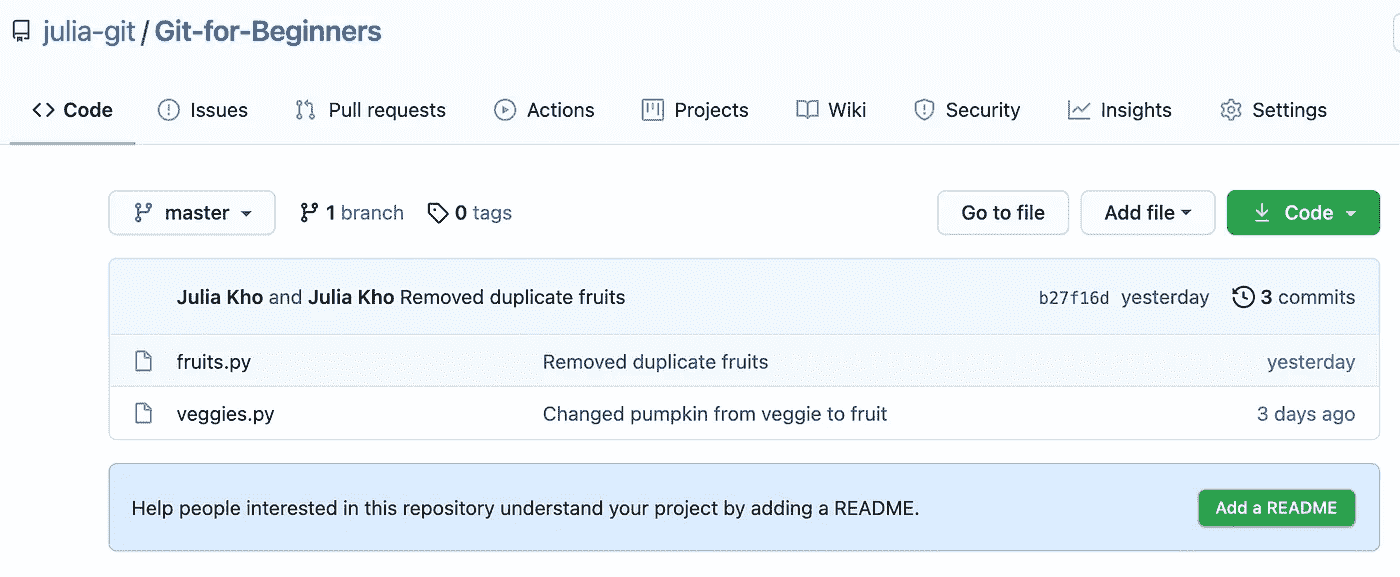 julia-git / Git-for-Beginners
Code Issues Pull requests Actions Projects Wiki Security Insights Settings
master 1 branch 0 tags Go to file Add file Code
Julia Kho and Julia Kho Removed duplicate fruits b27f16d yesterday 3 commits
fruits.py Removed duplicate fruits yesterday
veggies.py Changed pumpkin from veggie to fruit 3 days ago
Help people interested in this repository understand your project by adding a README. Add a README